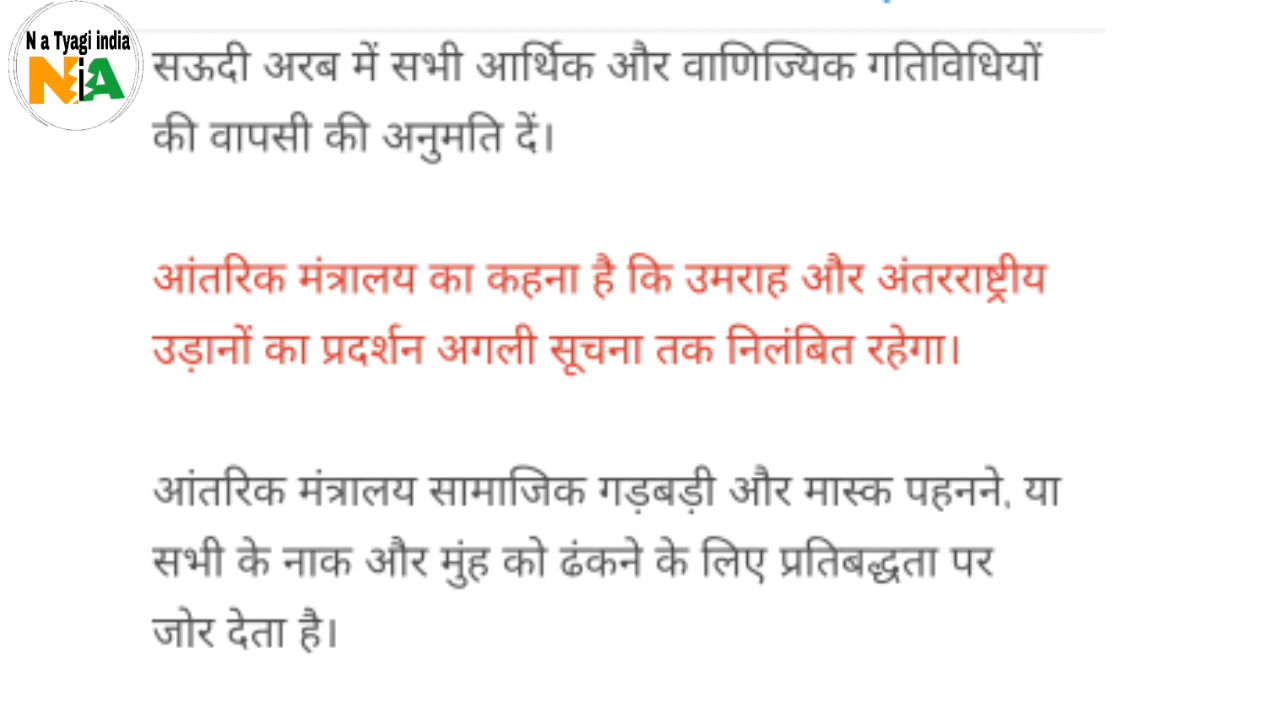 N a Tyagi india
NiA
सऊदी अरब में सभी आर्थिक और वाणिज्यिक गतिविधियों
की वापसी की अनुमति दें।
आंतरिक मंत्रालय का कहना है कि उमराह और अंतरराष्ट्रीय
उड़ानों का प्रदर्शन अगली सूचना तक निलंबित रहेगा।
आंतरिक मंत्रालय सामाजिक गड़बड़ी और मास्क पहनने, या
सभी के नाक और मुंह को ढंकने के लिए प्रतिबद्धता पर
जोर देता है।